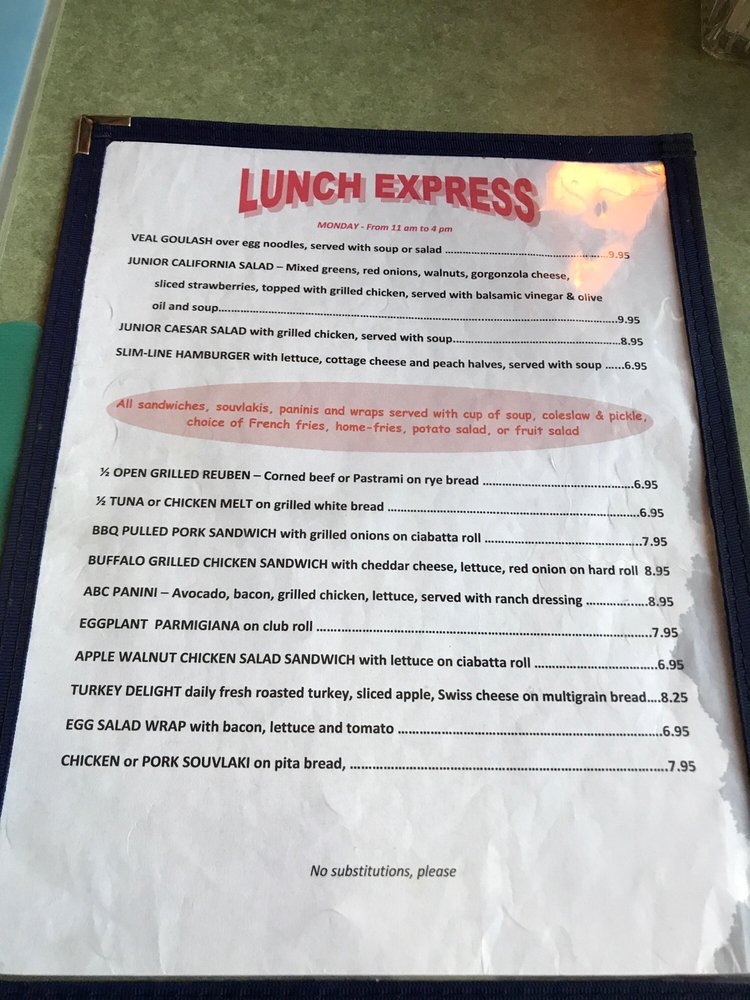 LUNCH EXPRESS
MONDAY - From 11 am to 4 pm
VEAL GOULASH over egg noodles, served with soup or salad ........................................................9.95
JUNIOR CALIFORNIA SALAD – Mixed greens, red onions, walnuts, gorgonzola cheese,
sliced strawberries, topped with grilled chicken, served with balsamic vinegar & olive
oil and soup....................................................................................................................9.95
JUNIOR CAESAR SALAD with grilled chicken, served with soup................................................8.95
SLIM-LINE HAMBURGER with lettuce, cottage cheese and peach halves, served with soup ......6.95
All sandwiches, souvlakis, paninis and wraps served with cup of soup, coleslaw & pickle,
choice of French fries, home-fries, potato salad, or fruit salad
½ OPEN GRILLED REUBEN – Corned beef or Pastrami on rye bread ..........................................6.95
½ TUNA or CHICKEN MELT on grilled white bread ....................................................................6.95
BBQ PULLED PORK SANDWICH with grilled onions on ciabatta roll ...........................................7.95
BUFFALO GRILLED CHICKEN SANDWICH with cheddar cheese, lettuce, red onion on hard roll 8.95
ABC PANINI – Avocado, bacon, grilled chicken, lettuce, served with ranch dressing .................8.95
EGGPLANT PARMIGIANA on club roll .....................................................................................7.95
APPLE WALNUT CHICKEN SALAD SANDWICH with lettuce on ciabatta roll ................................6.95
TURKEY DELIGHT daily fresh roasted turkey, sliced apple, Swiss cheese on multigrain bread....8.25
EGG SALAD WRAP with bacon, lettuce and tomato ..................................................................6.95
CHICKEN or PORK SOUVLAKI on pita bread, ...........................................................................7.95
No substitutions, please